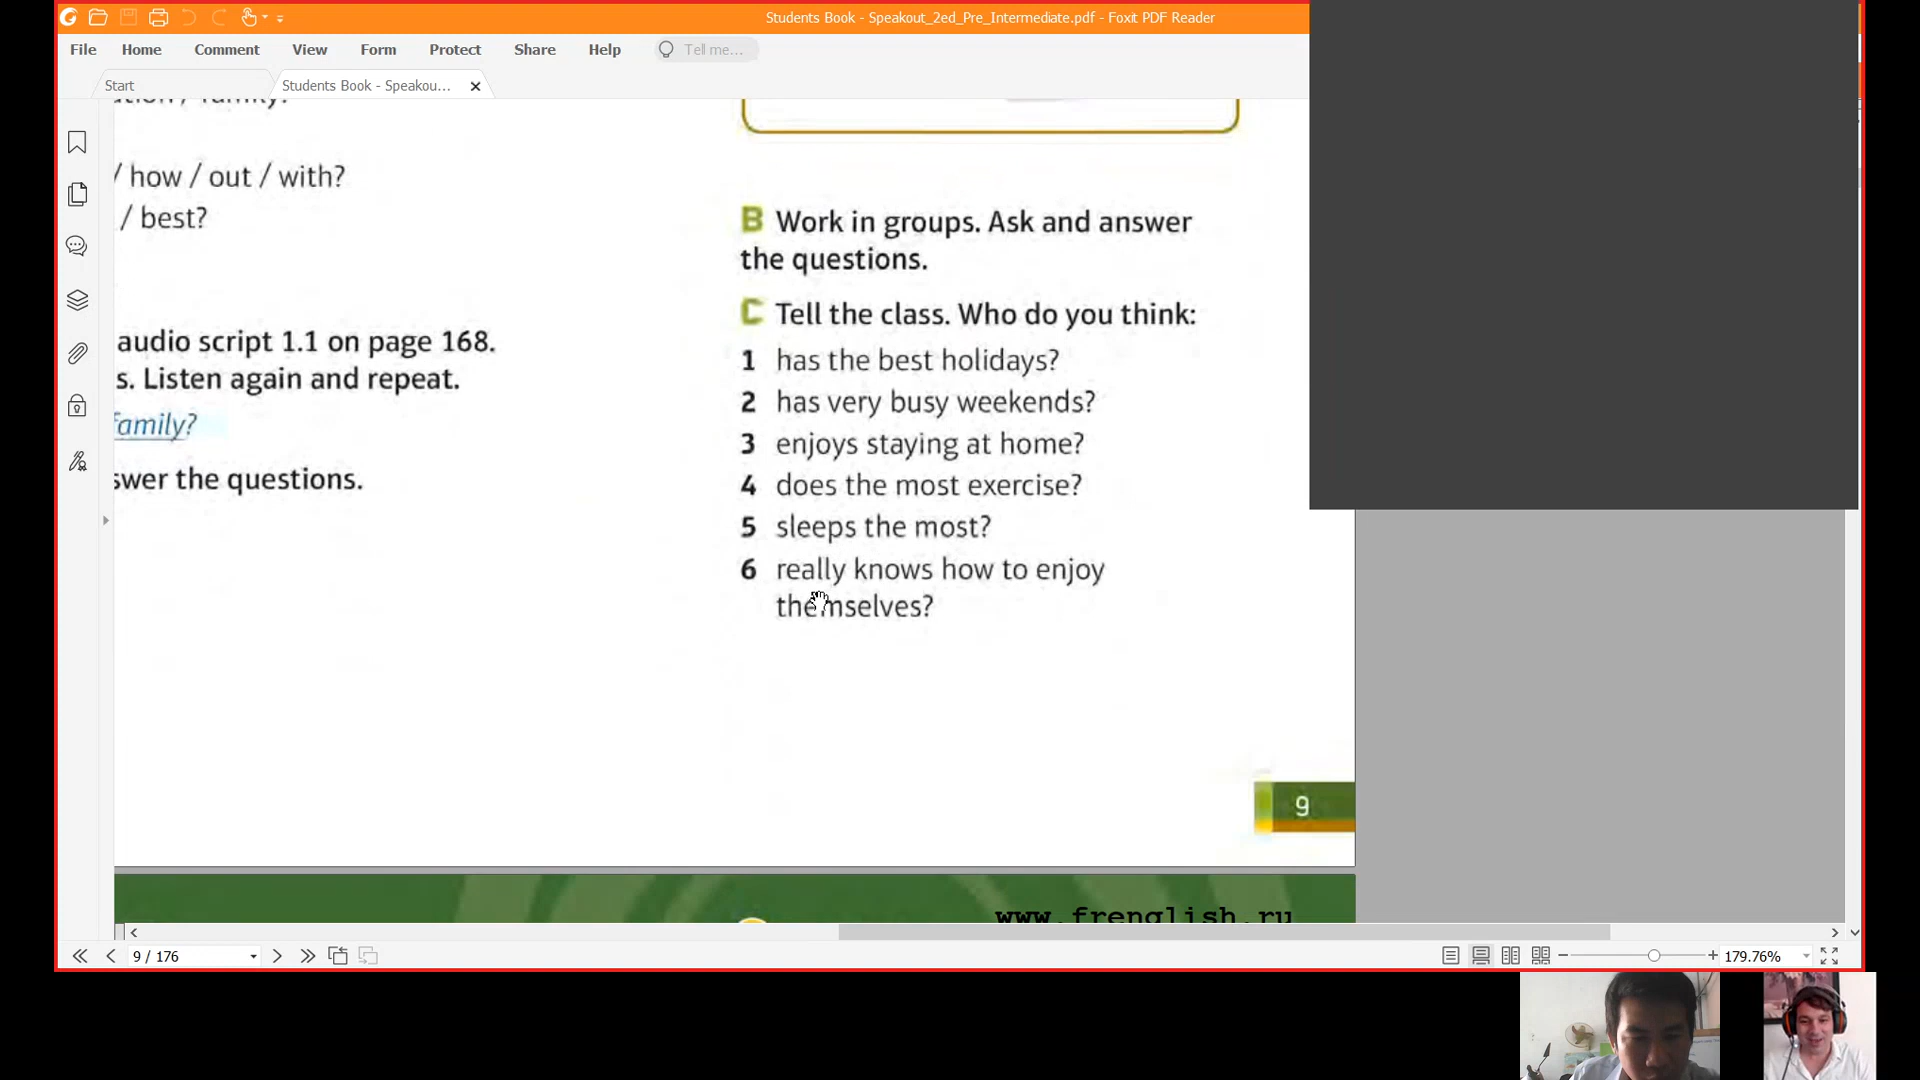 Students Book - Speakout_2ed_Pre_Intermediate.pdf - Foxit PDF Reader
File Home Comment View Form Protect Share Help Tell me...
Start Students Book - Speakou...
family?
/ how / out / with?
/ best?
audio script 1.1 on page 168.
s. Listen again and repeat.
family?
swer the questions.
B Work in groups. Ask and answer
the questions.
C Tell the class. Who do you think:
1 has the best holidays?
2 has very busy weekends?
3 enjoys staying at home?
4 does the most exercise?
5 sleeps the most?
6 really knows how to enjoy
themselves?
9
www.frenglish.ru
9 / 176
179.76%